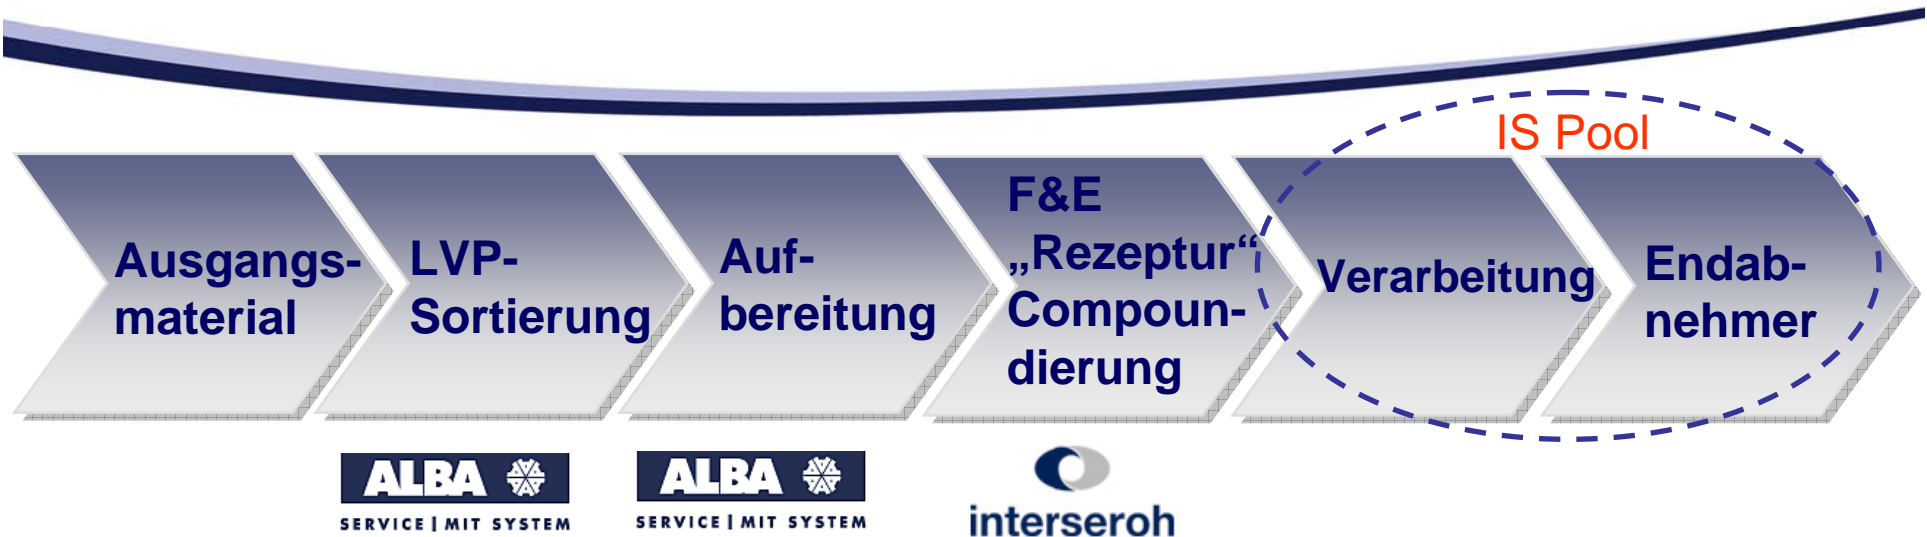 IS Pool
Ausgangs-
material
LVP-
Sortierung
Auf-
bereitung
F&E
„Rezeptur“
Compoun-
dierung
Verarbeitung
Endab-
nehmer
ALBA
SERVICE | MIT SYSTEM
ALBA
SERVICE | MIT SYSTEM
interseroh